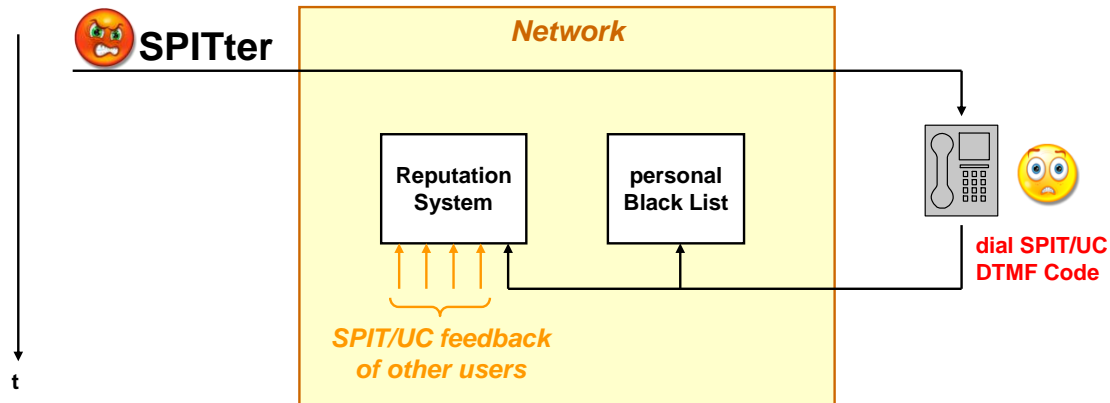 SPITter
Network
Reputation
System
personal
Black List
dial SPIT/UC
DTMF Code
SPIT/UC feedback
of other users
t